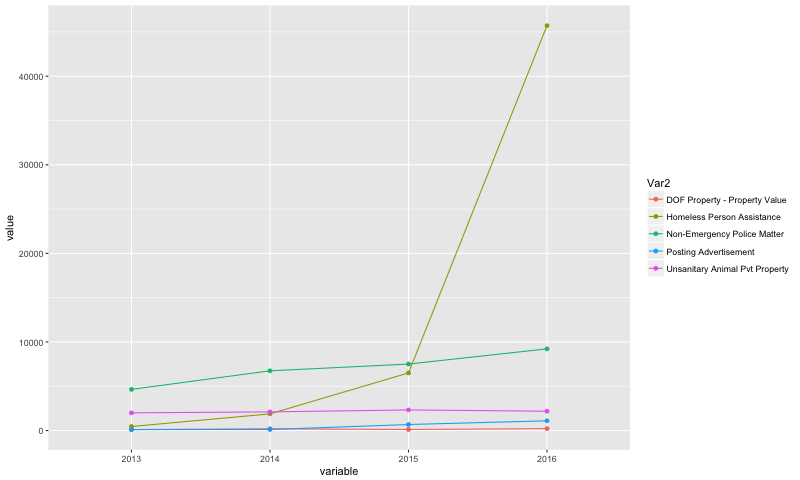 value
40000
30000
20000
10000
0
2013
2014
2015
2016
variable
Var2
DOF Property - Property Value
Homeless Person Assistance
Non-Emergency Police Matter
Posting Advertisement
Unsanitary Animal Pvt Property